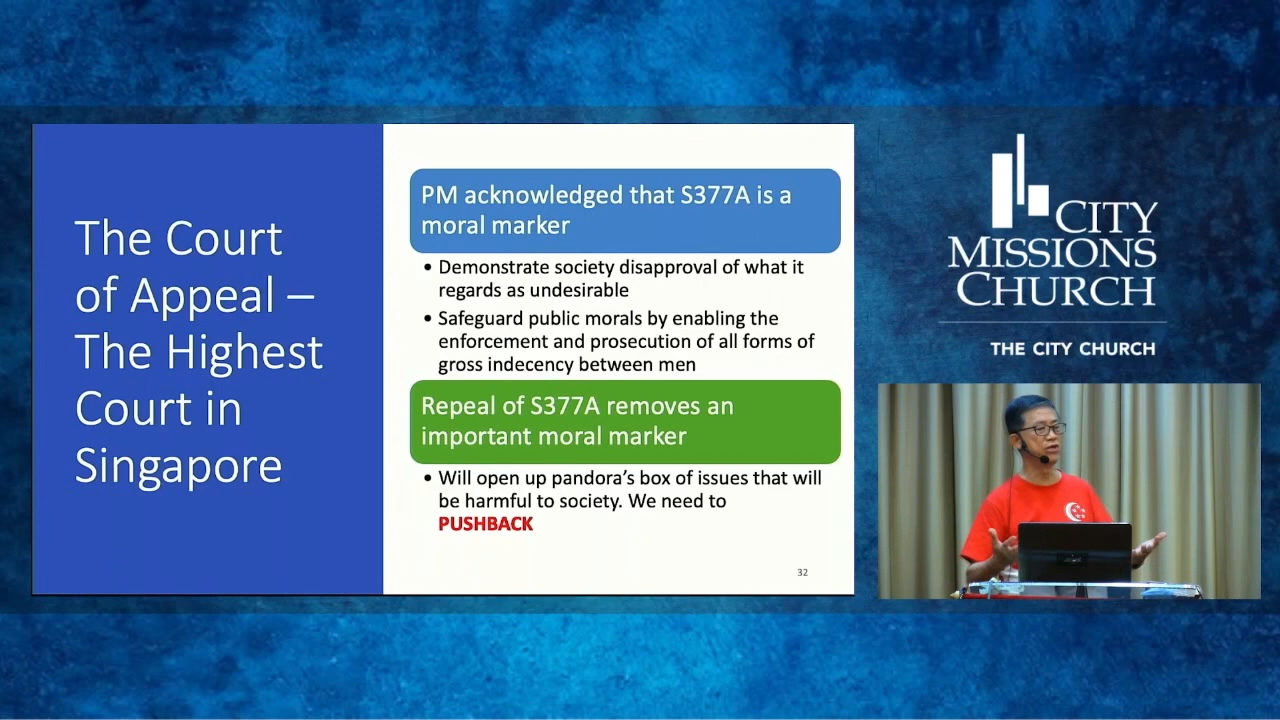 The Court
of Appeal –
The Highest
Court in
Singapore
PM acknowledged that S377A is a
moral marker
• Demonstrate society disapproval of what it
regards as undesirable
• Safeguard public morals by enabling the
enforcement and prosecution of all forms of
gross indecency between men
Repeal of S377A removes an
important moral marker
• Will open up pandora's box of issues that will
be harmful to society. We need to
PUSHBACK
32
CITY
MISSIONS
CHURCH
THE CITY CHURCH